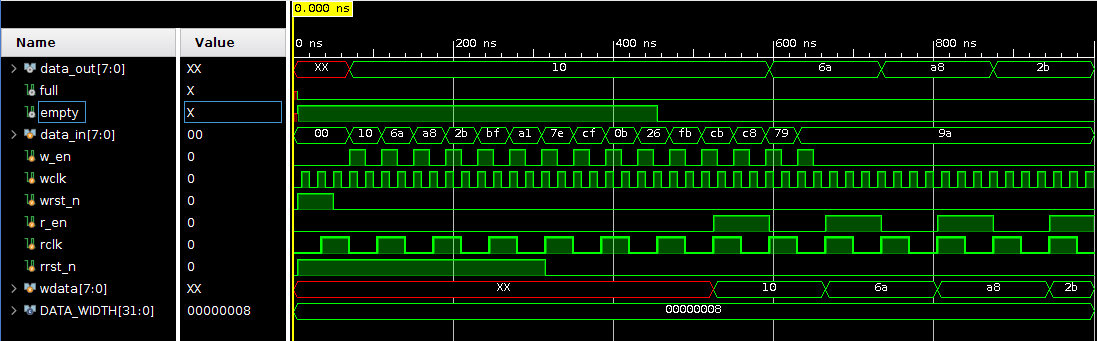 0.000 ns
Name Value
0 ns 200 ns 400 ns 600 ns 800 ns
data_out[7:0] XX XX 10 6a a8 2b
full X
empty X
data_in[7:0] 00 00 10 6a a8 2b bf a1 7e cf 0b 26 fb cb c8 79 9a
w_en 0
wclk 0
wrst_n 0
r_en 0
rclk 0
rrst_n 0
wdata[7:0] XX XX 10 6a a8 2b
DATA_WIDTH[31:0] 00000008 00000008